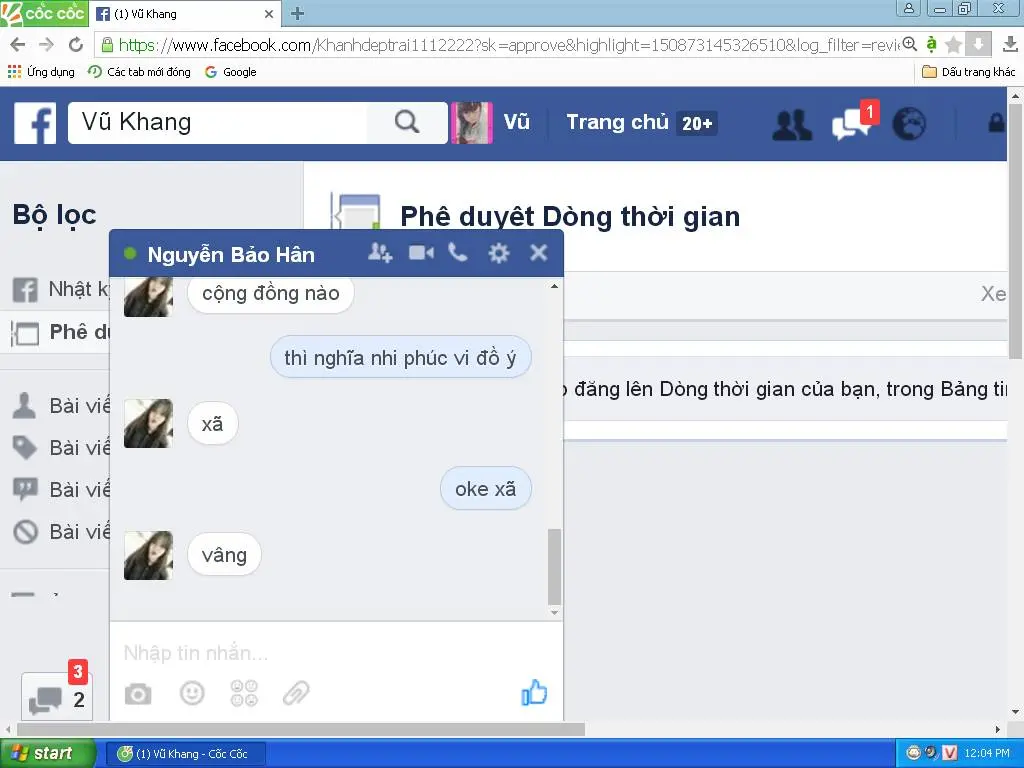 cốc cốc
(1) Vũ Khang
https://www.facebook.com/Khanhdeptrai1112222?sk=approve&highlight=150873145326510&log_filter=revi
Ứng dụng
Các tab mới đóng
Google
Dấu trang khác
Vũ Khang
Vũ
Trang chủ 20+
1
Bộ lọc
Phê duyệt Dòng thời gian
Nguyễn Bảo Hân
Nhật k
Phê d
Bài viế
Bài viế
Bài viế
Bài viế
Xe
đăng lên Dòng thời gian của bạn, trong Bảng tin
cộng đồng nào
thì nghĩa nhi phúc vi đồ ý
xã
oke xã
vâng
Nhập tin nhắn...
3
2
start
(1) Vũ Khang - Cốc Cốc
V
12:04 PM